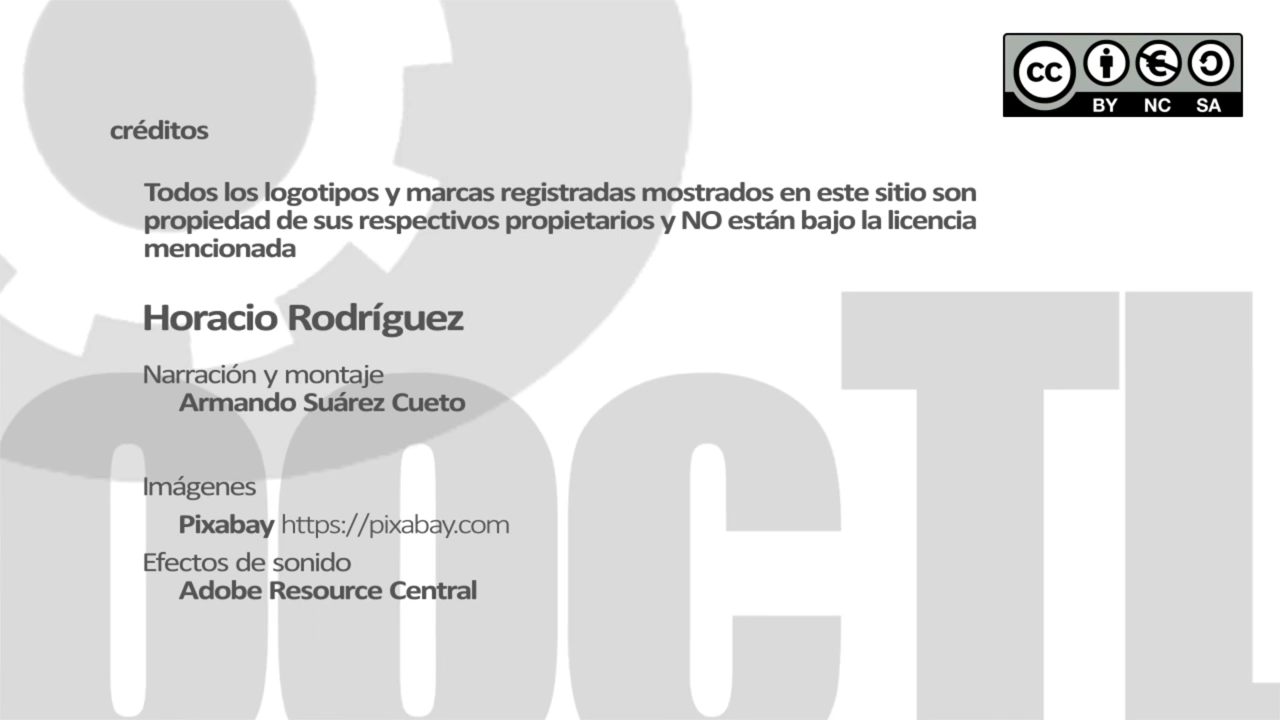 cc
BY NC SA
créditos
Todos los logotipos y marcas registradas mostrados en este sitio son
propiedad de sus respectivos propietarios y NO están bajo la licencia
mencionada
Horacio Rodríguez
Narración y montaje
Armando Suárez Cueto
Imágenes
Pixabay https://pixabay.com
Efectos de sonido
Adobe Resource Central